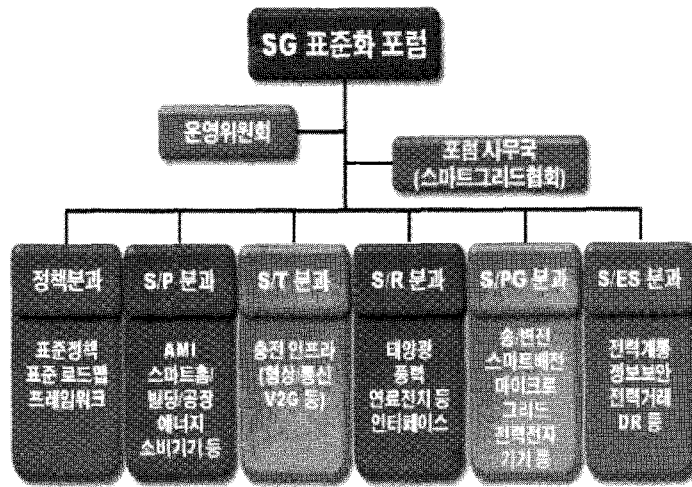 SG 표준화 포럼
운영위원회
포럼 사무국
(스마트그리드협회)
정책분과
표준정책
표준 로드맵
프레임워크
S/P 분과
AMI
스마트홈/
빌딩/공장
에너지
소비기기 등
S/T 분과
충전 인프라
(형상 통신
V2G 등)
S/R 분과
태양광
풍력
연료전지 등
인터페이스
S/PG 분과
송·변전
스마트배전
마이크로
그리드
전력전자
기기 등
S/ES 분과
전력계통
정보보안
전력거래
DR 등